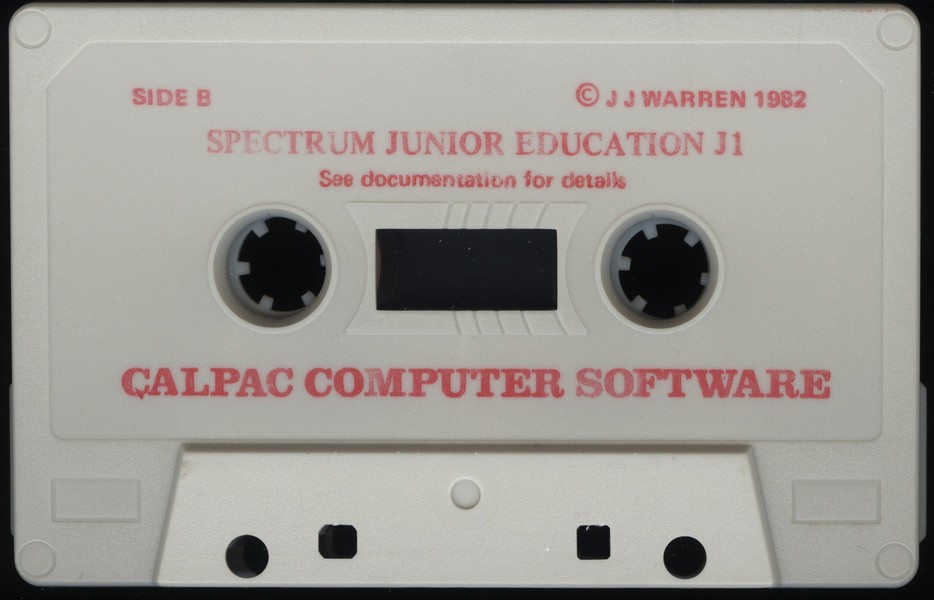 SIDE B
© J J WARREN 1982
SPECTRUM JUNIOR EDUCATION J1
See documentation for details
CALPAC COMPUTER SOFTWARE